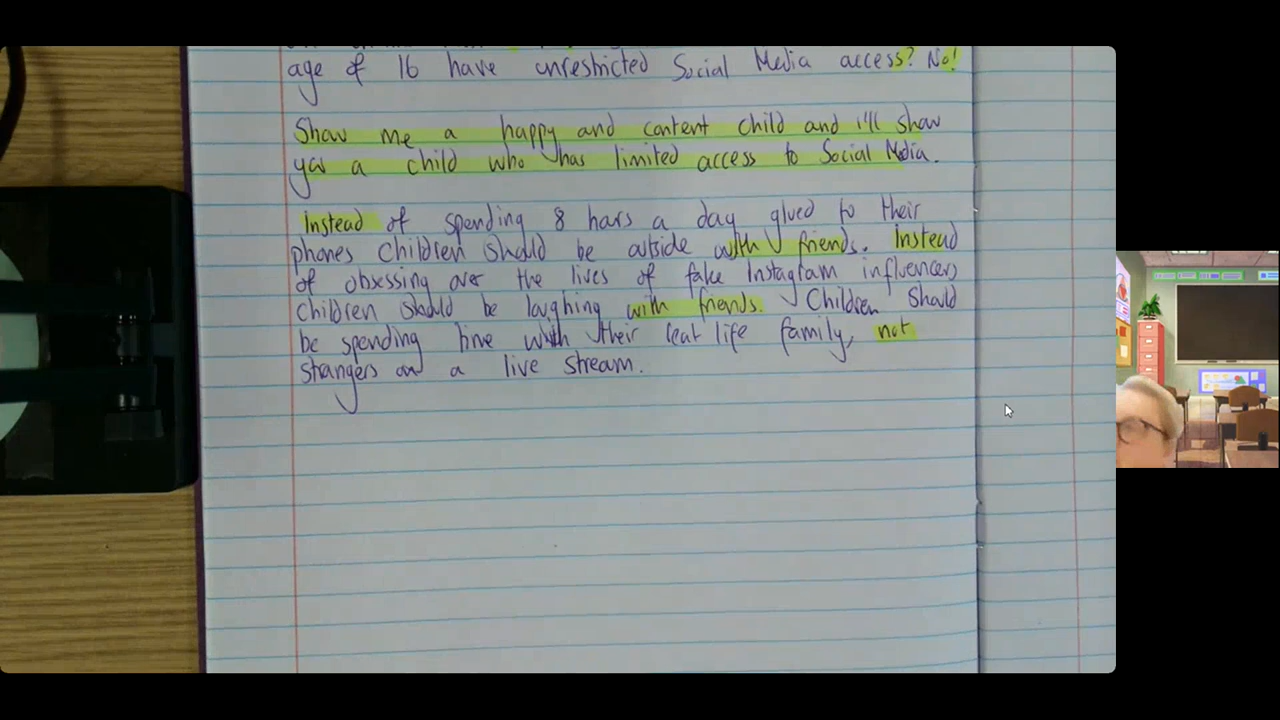 age of 16 have unrestricted Social Media access? No!
Show me a happy and content child and i'll show
you a child who has limited access to Social Media.
Instead of spending 8 hours a day glued to their
phones children should be outside with friends. Instead
of obsessing over the lives of fake Instagram influencers
children should be laughing with friends. Children should
be spending time with their real life family, not
strangers on a live stream.